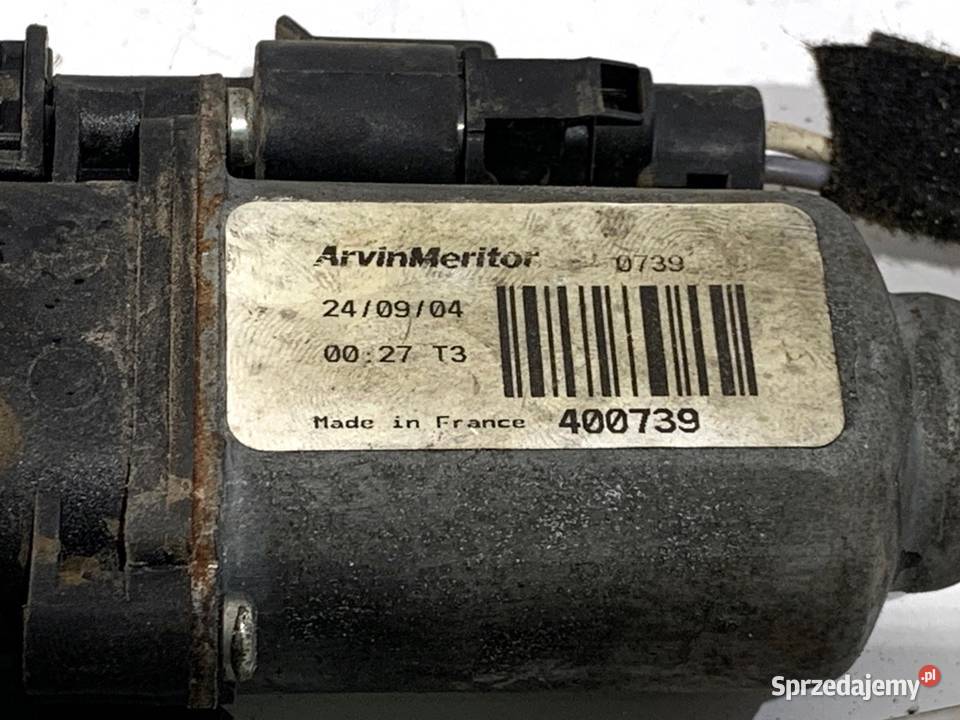 ArvinMeritor 0739
24/09/04
00:27 T3
Made in France 400739
Sprzedajemy.pl